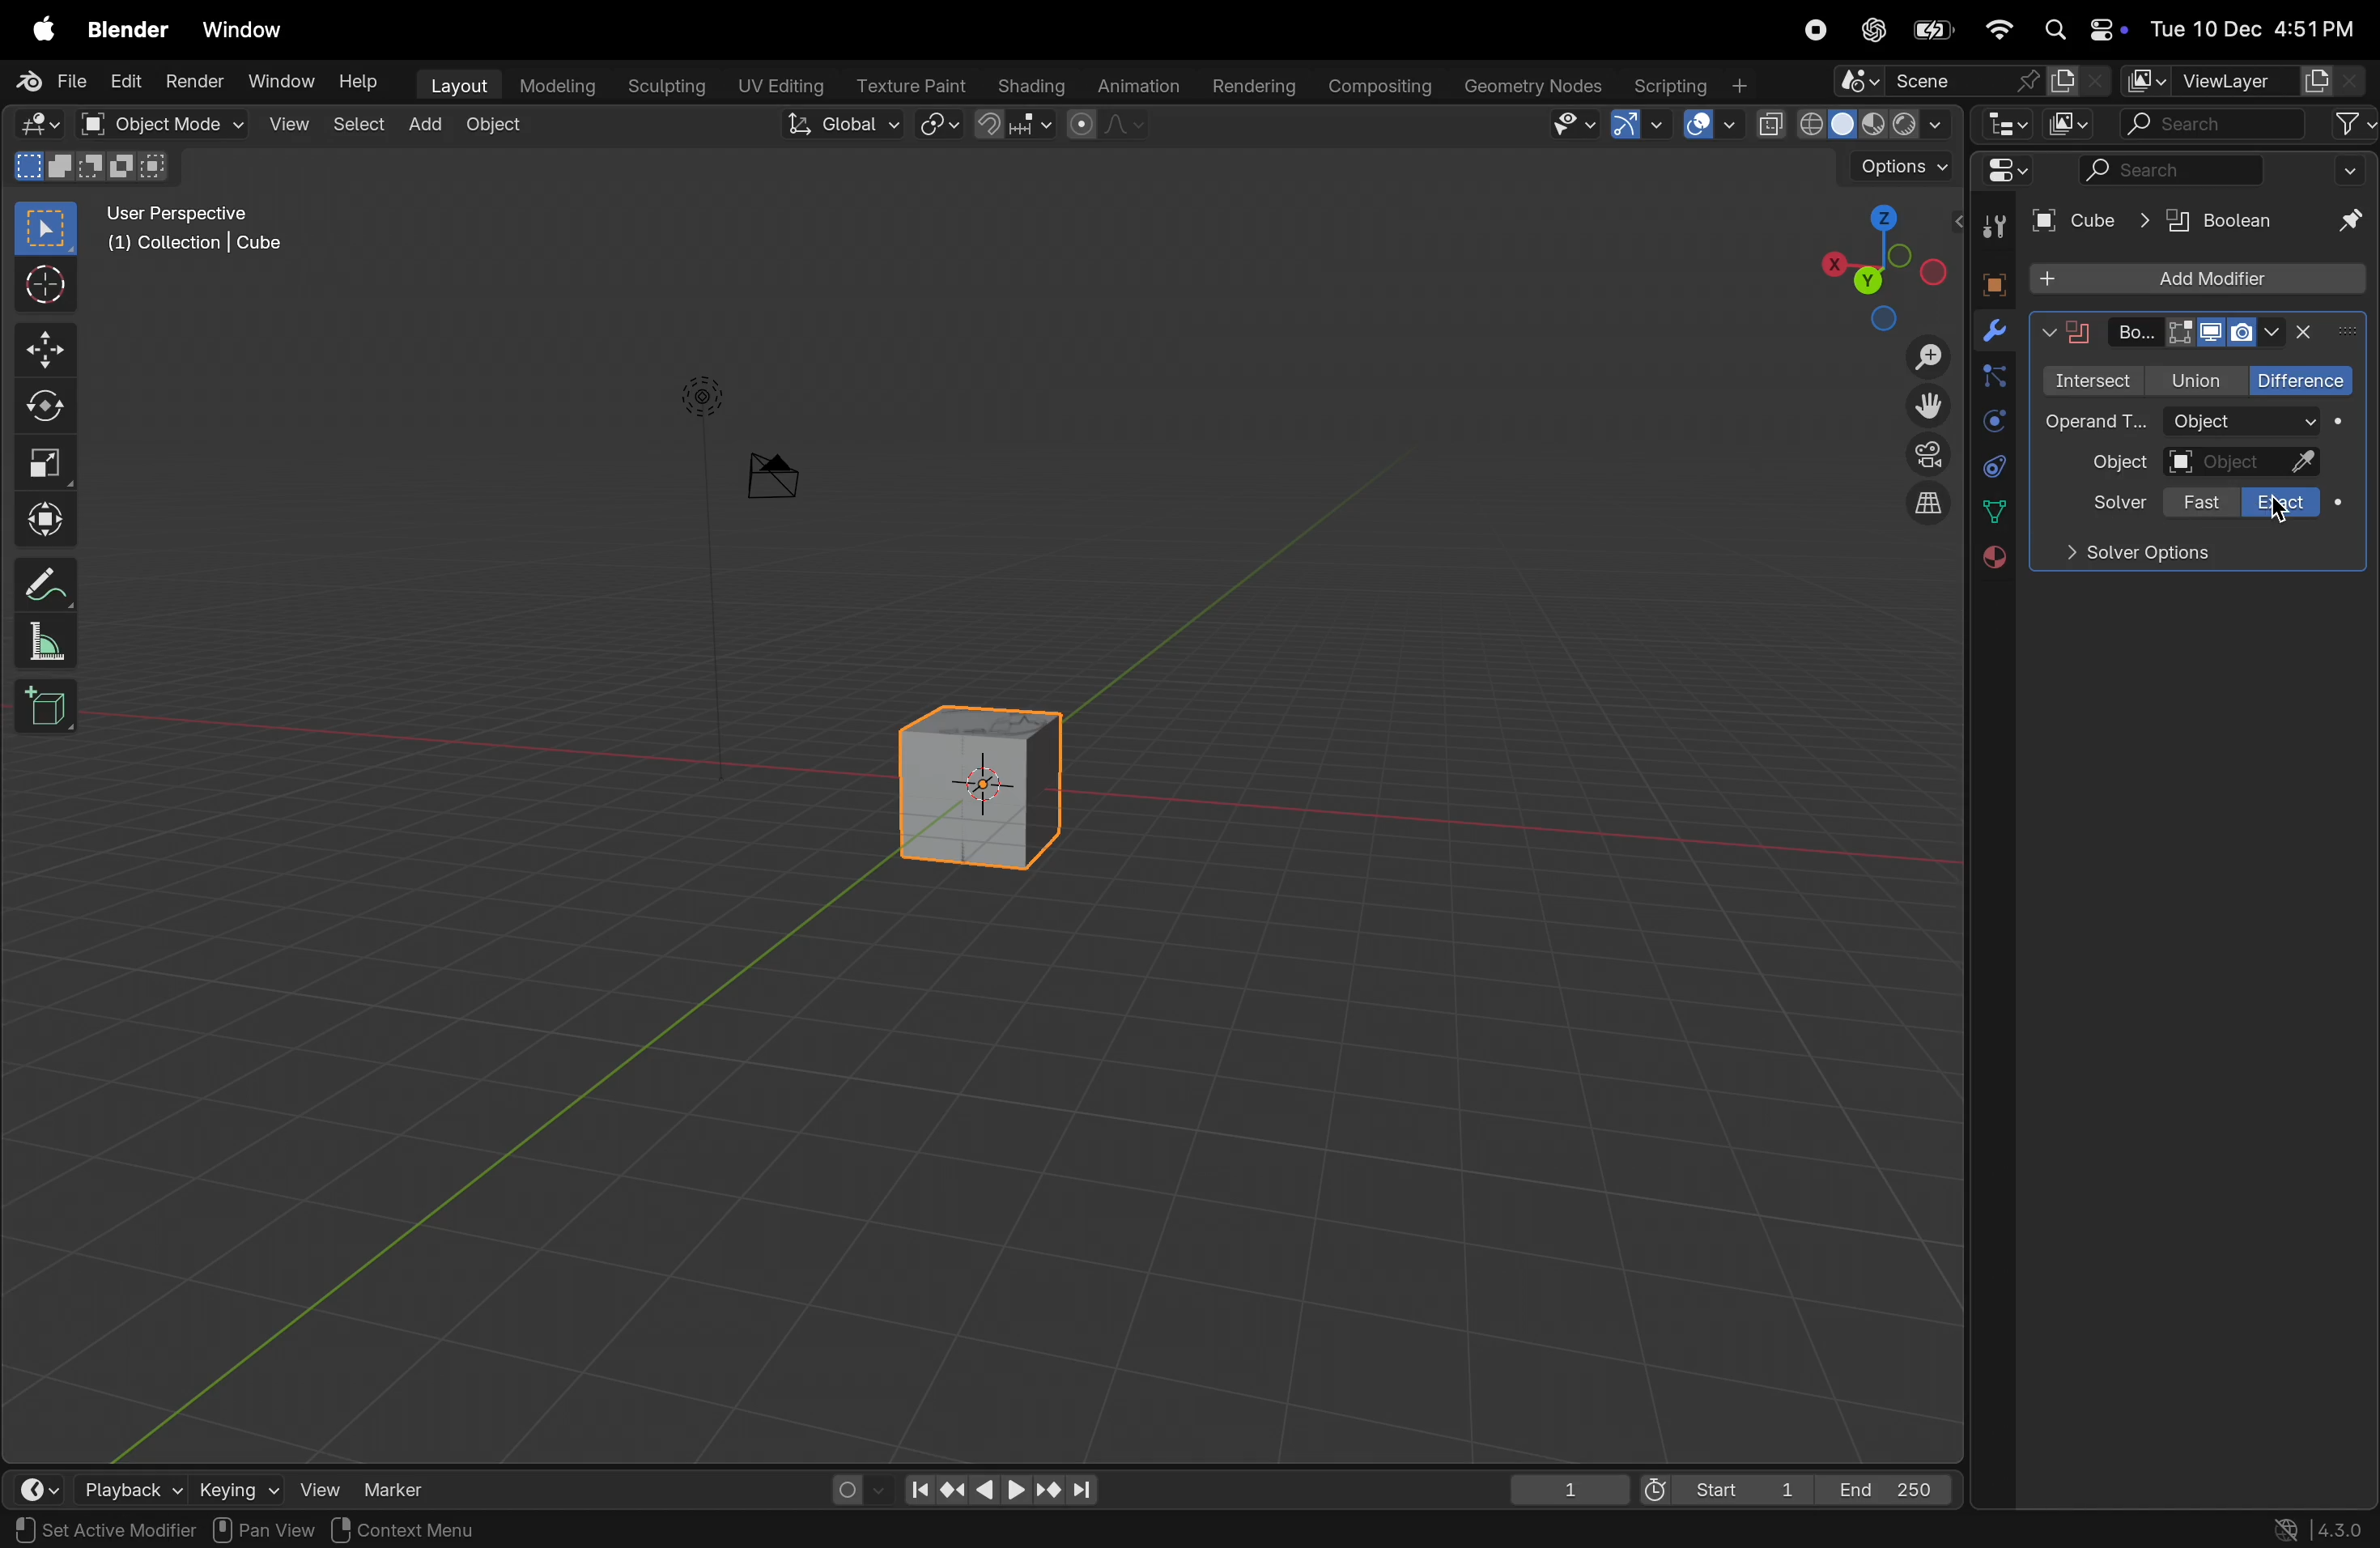 Blender Window Tue 10 Dec 4:51 PM
File Edit Render Window Help Layout Modeling Sculpting UV Editing Texture Paint Shading Animation Rendering Compositing Geometry Nodes Scripting + Scene ViewLayer
Object Mode View Select Add Object Global Search
Options Search
User Perspective
(1) Collection | Cube
Z
X
Y
Cube > Boolean
+ Add Modifier
Bo...
Intersect Union Difference
Operand T... Object
Object Object
Solver Fast Exact
Solver Options
Playback Keying View Marker 1 Start 1 End 250
Set Active Modifier Pan View Context Menu 4.3.0